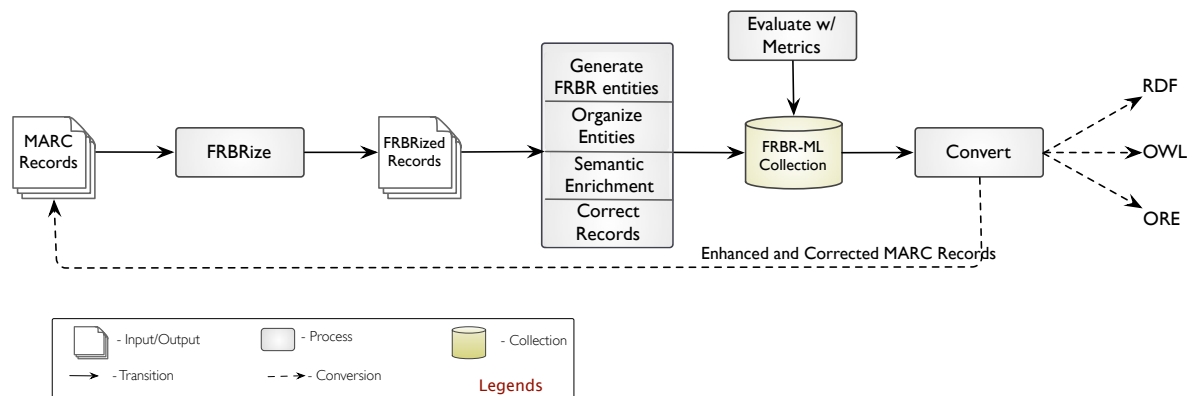 Evaluate w/
Metrics
Generate
FRBR entities
Organize
Entities
Semantic
Enrichment
Correct
Records
MARC
Records
FRBRize
FRBRized
Records
FRBR-ML
Collection
Convert
RDF
OWL
ORE
Enhanced and Corrected MARC Records
- Input/Output
- Process
- Collection
- Transition
- Conversion
Legends